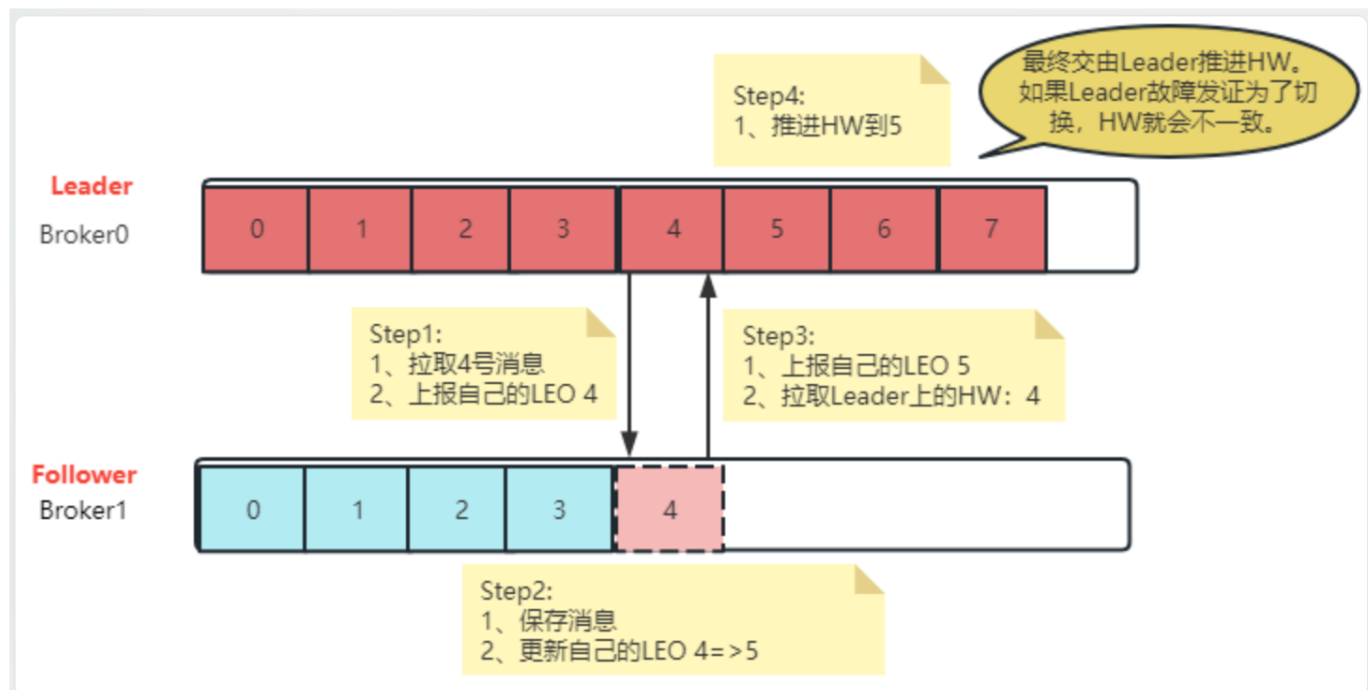 最终交由Leader推进HW。
如果Leader故障发证为了切
换，HW就会不一致。
Step4:
1、推进HW到5
Leader
Broker0
0 1 2 3 4 5 6 7
Step1:
1、拉取4号消息
2、上报自己的LEO 4
Step3:
1、上报自己的LEO 5
2、拉取Leader上的HW：4
Follower
Broker1
0 1 2 3 4
Step2:
1、保存消息
2、更新自己的LEO 4=>5